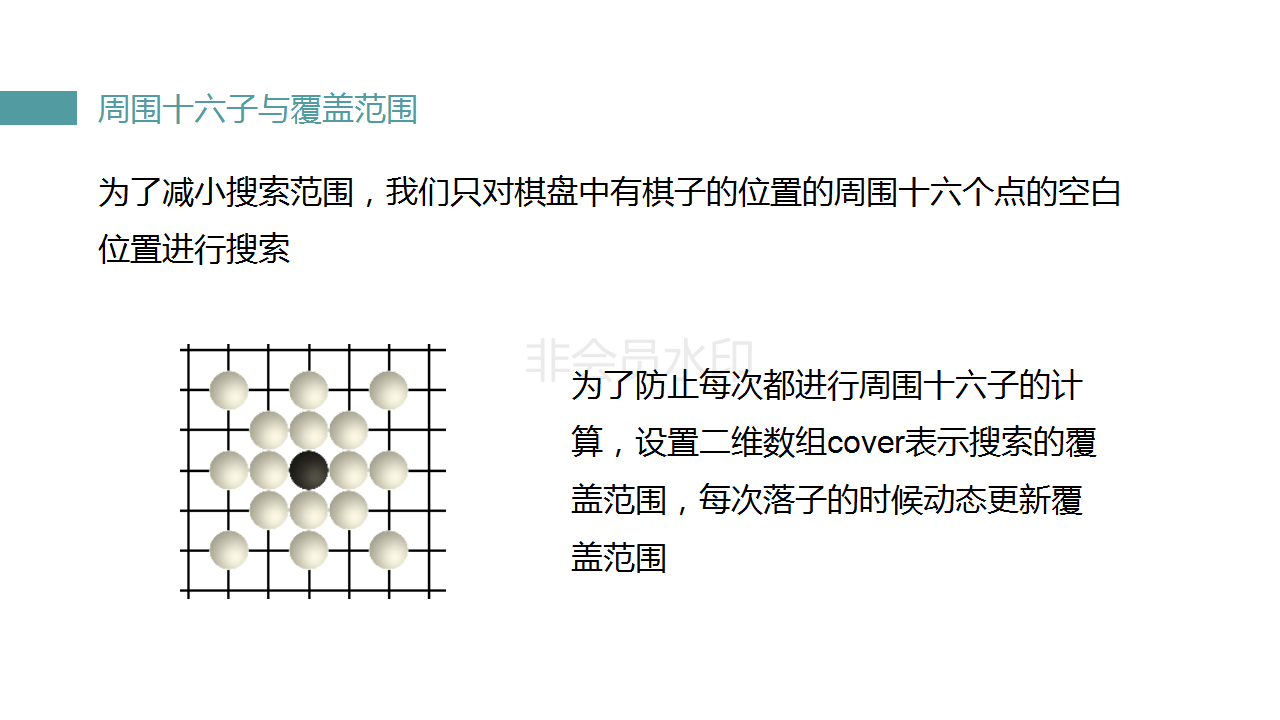 周围十六子与覆盖范围
为了减小搜索范围，我们只对棋盘中有棋子的位置的周围十六个点的空白
位置进行搜索
非会员水印
为了防止每次都进行周围十六子的计
算，设置二维数组cover表示搜索的覆
盖范围，每次落子的时候动态更新覆
盖范围